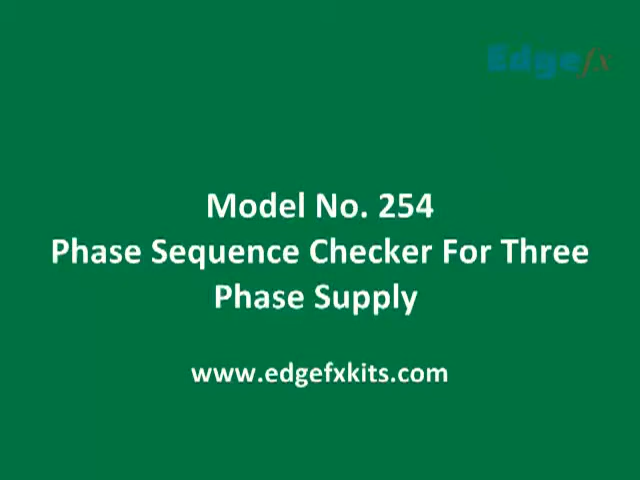 Edgefx
Model No. 254
Phase Sequence Checker For Three
Phase Supply
www.edgefxkits.com